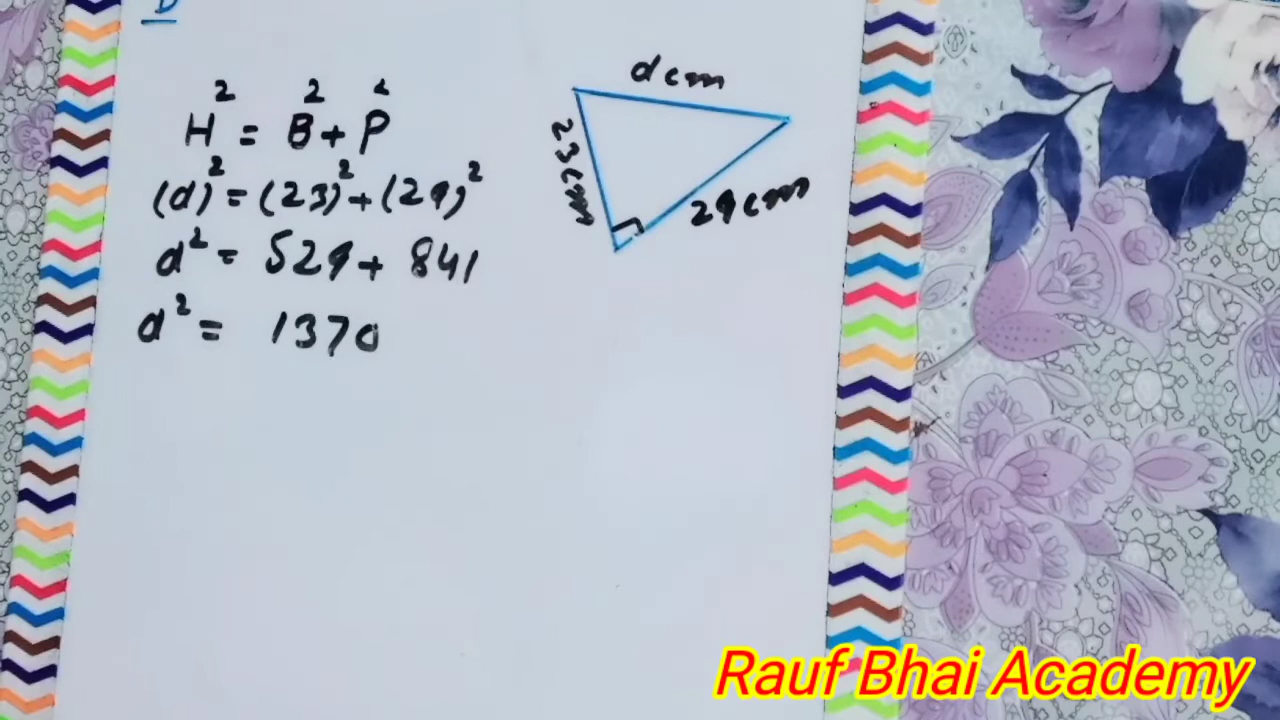 D
H² = B² + P²
(d)² = (23)² + (29)²
d² = 529 + 841
d² = 1370
d cm
23 cm
29 cm
Rauf Bhai Academy